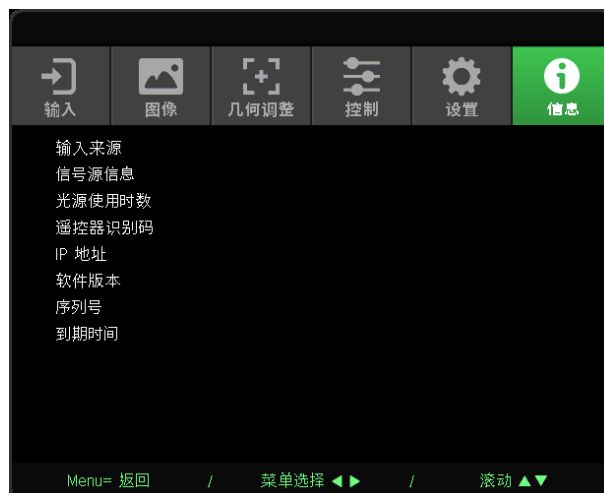 输入 图像 几何调整 控制 设置 信息
输入来源
信号源信息
光源使用时数
遥控器识别码
IP 地址
软件版本
序列号
到期时间
Menu= 返回 / 菜单选择 ◀ ▶ / 滚动 ▲▼